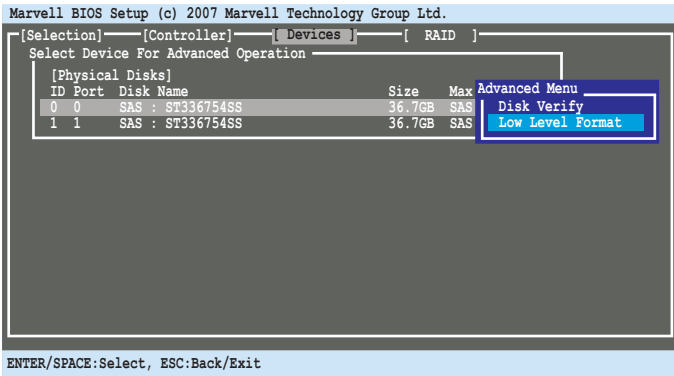 Marvell BIOS Setup (c) 2007 Marvell Technology Group Ltd.
[Selection] [Controller] [ Devices ] [ RAID ]
Select Device For Advanced Operation
[Physical Disks]
ID Port Disk Name Size Max
0 0 SAS : ST336754SS 36.7GB SAS
1 1 SAS : ST336754SS 36.7GB SAS
Advanced Menu
Disk Verify
Low Level Format
ENTER/SPACE:Select, ESC:Back/Exit